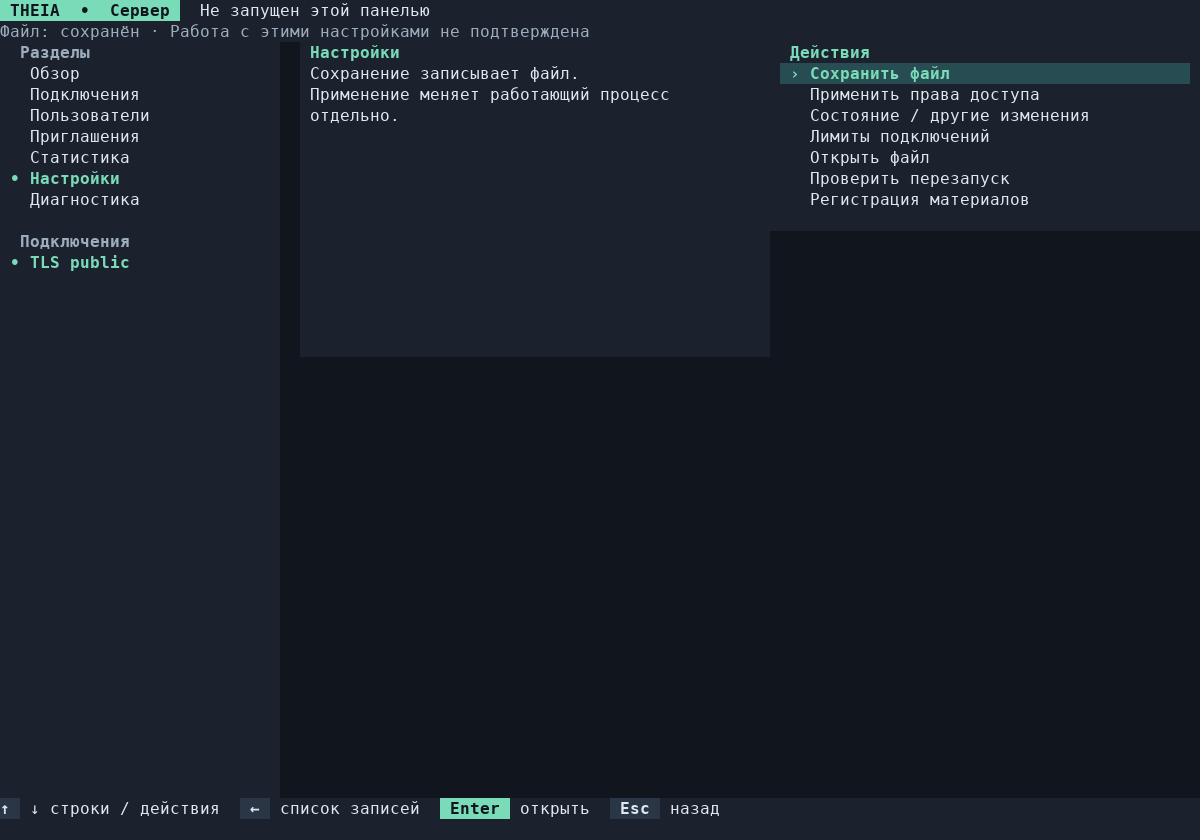 THEIA • Сервер Не запущен этой панелью
Файл: сохранён · Работа с этими настройками не подтверждена
Разделы
Обзор
Подключения
Пользователи
Приглашения
Статистика
• Настройки
Диагностика
Подключения
• TLS public
Настройки
Сохранение записывает файл.
Применение меняет работающий процесс
отдельно.
Действия
› Сохранить файл
Применить права доступа
Состояние / другие изменения
Лимиты подключений
Открыть файл
Проверить перезапуск
Регистрация материалов
↑ ↓ строки / действия ← список записей Enter открыть Esc назад